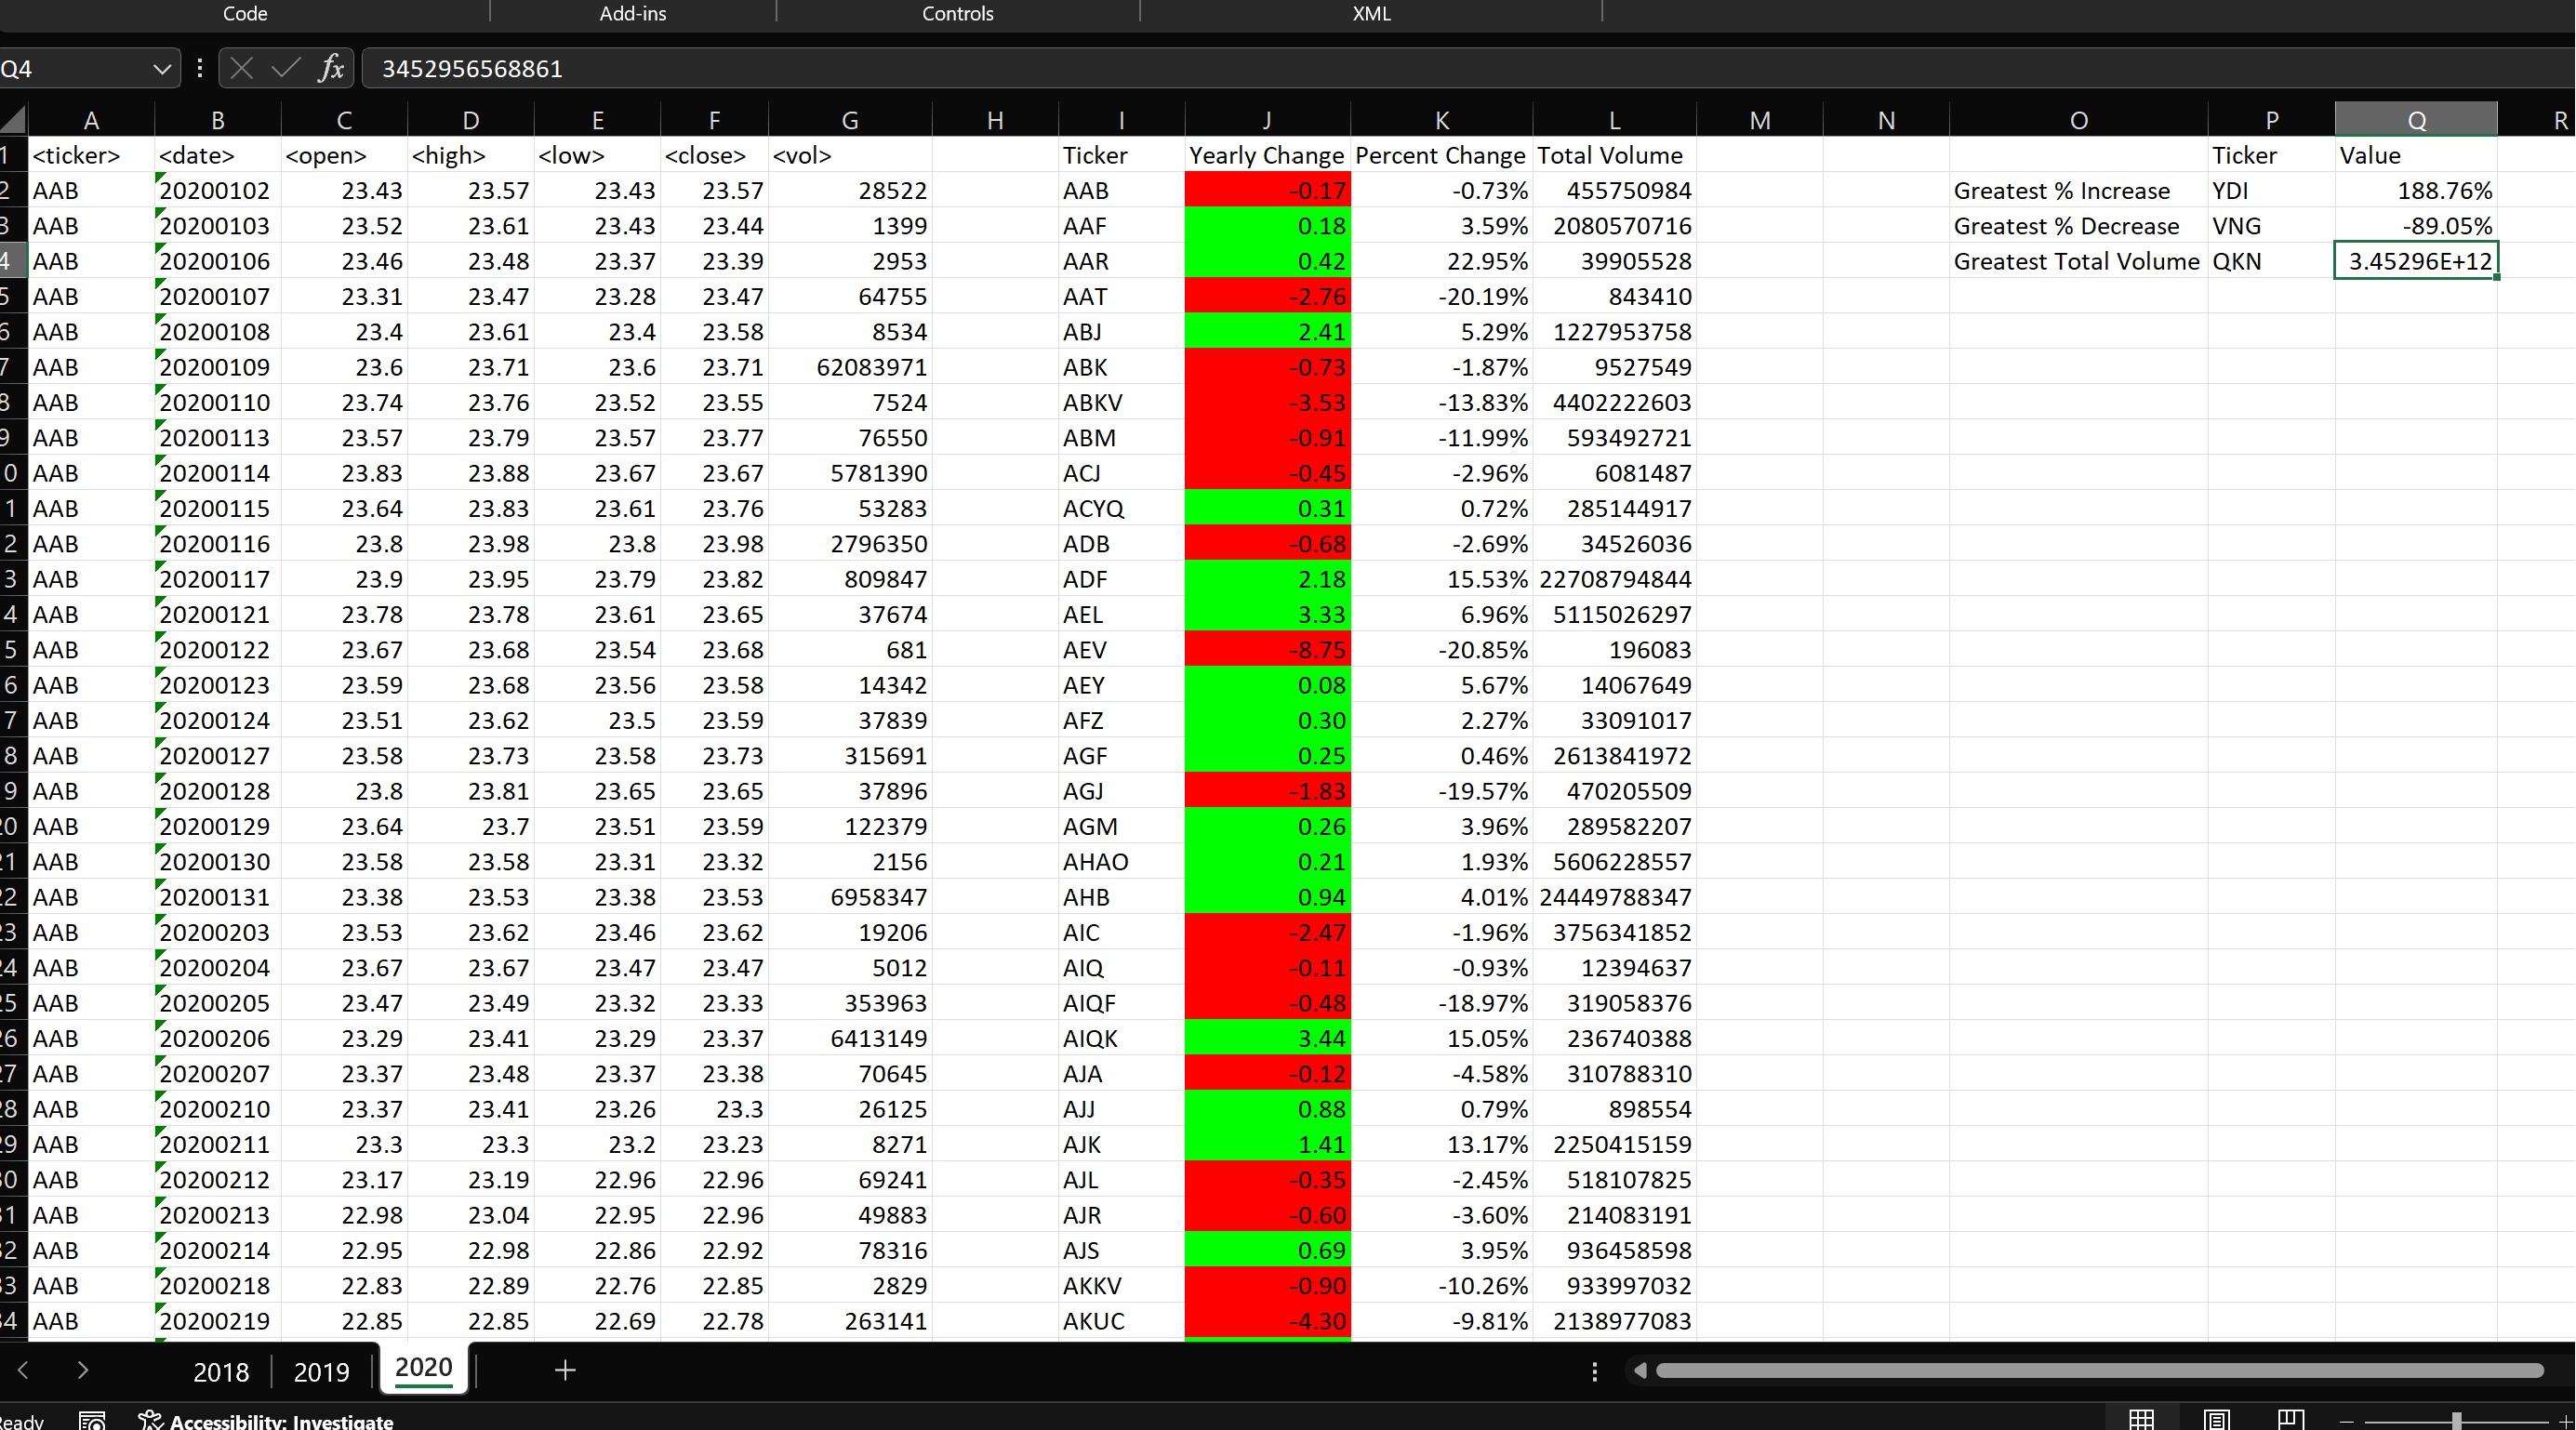 Code Add-ins Controls XML
Q4 fx 3452956568861
A B C D E F G H I J K L M N O P Q R
1 <ticker> <date> <open> <high> <low> <close> <vol> Ticker Yearly Change Percent Change Total Volume Ticker Value
2 AAB 20200102 23.43 23.57 23.43 23.57 28522 AAB -0.17 -0.73% 455750984 Greatest % Increase YDI 188.76%
3 AAB 20200103 23.52 23.61 23.43 23.44 1399 AAF 0.18 3.59% 2080570716 Greatest % Decrease VNG -89.05%
4 AAB 20200106 23.46 23.48 23.37 23.39 2953 AAR 0.42 22.95% 39905528 Greatest Total Volume QKN 3.45296E+12
5 AAB 20200107 23.31 23.47 23.28 23.47 64755 AAT -2.76 -20.19% 843410
6 AAB 20200108 23.4 23.61 23.4 23.58 8534 ABJ 2.41 5.29% 1227953758
7 AAB 20200109 23.6 23.71 23.6 23.71 62083971 ABK -0.73 -1.87% 9527549
8 AAB 20200110 23.74 23.76 23.52 23.55 7524 ABKV -3.53 -13.83% 4402222603
9 AAB 20200113 23.57 23.79 23.57 23.77 76550 ABM -0.91 -11.99% 593492721
0 AAB 20200114 23.83 23.88 23.67 23.67 5781390 ACJ -0.45 -2.96% 6081487
1 AAB 20200115 23.64 23.83 23.61 23.76 53283 ACYQ 0.31 0.72% 285144917
2 AAB 20200116 23.8 23.98 23.8 23.98 2796350 ADB -0.68 -2.69% 34526036
3 AAB 20200117 23.9 23.95 23.79 23.82 809847 ADF 2.18 15.53% 22708794844
4 AAB 20200121 23.78 23.78 23.61 23.65 37674 AEL 3.33 6.96% 5115026297
5 AAB 20200122 23.67 23.68 23.54 23.68 681 AEV -8.75 -20.85% 196083
6 AAB 20200123 23.59 23.68 23.56 23.58 14342 AEY 0.08 5.67% 14067649
7 AAB 20200124 23.51 23.62 23.5 23.59 37839 AFZ 0.30 2.27% 33091017
8 AAB 20200127 23.58 23.73 23.58 23.73 315691 AGF 0.25 0.46% 2613841972
9 AAB 20200128 23.8 23.81 23.65 23.65 37896 AGJ -1.83 -19.57% 470205509
20 AAB 20200129 23.64 23.7 23.51 23.59 122379 AGM 0.26 3.96% 289582207
21 AAB 20200130 23.58 23.58 23.31 23.32 2156 AHAO 0.21 1.93% 5606228557
22 AAB 20200131 23.38 23.53 23.38 23.53 6958347 AHB 0.94 4.01% 24449788347
23 AAB 20200203 23.53 23.62 23.46 23.62 19206 AIC -2.47 -1.96% 3756341852
24 AAB 20200204 23.67 23.67 23.47 23.47 5012 AIQ -0.11 -0.93% 12394637
25 AAB 20200205 23.47 23.49 23.32 23.33 353963 AIQF -0.48 -18.97% 319058376
26 AAB 20200206 23.29 23.41 23.29 23.37 6413149 AIQK 3.44 15.05% 236740388
27 AAB 20200207 23.37 23.48 23.37 23.38 70645 AJA -0.12 -4.58% 310788310
28 AAB 20200210 23.37 23.41 23.26 23.3 26125 AJJ 0.88 0.79% 898554
29 AAB 20200211 23.3 23.3 23.2 23.23 8271 AJK 1.41 13.17% 2250415159
30 AAB 20200212 23.17 23.19 22.96 22.96 69241 AJL -0.35 -2.45% 518107825
31 AAB 20200213 22.98 23.04 22.95 22.96 49883 AJR -0.60 -3.60% 214083191
32 AAB 20200214 22.95 22.98 22.86 22.92 78316 AJS 0.69 3.95% 936458598
33 AAB 20200218 22.83 22.89 22.76 22.85 2829 AKKV -0.90 -10.26% 933997032
34 AAB 20200219 22.85 22.85 22.69 22.78 263141 AKUC -4.30 -9.81% 2138977083
2018 2019 2020
Ready Accessibility: Investigate